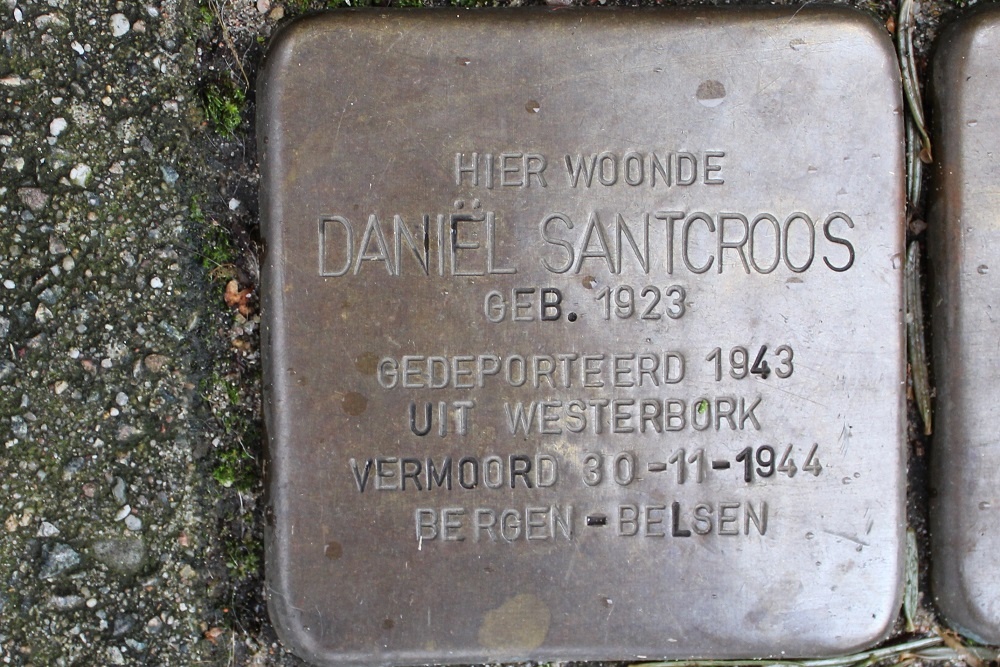 HIER WOONDE
DANIËL SANTCROOS
GEB. 1923
GEDEPORTEERD 1943
UIT WESTERBORK
VERMOORD 30-11-1944
BERGEN-BELSEN